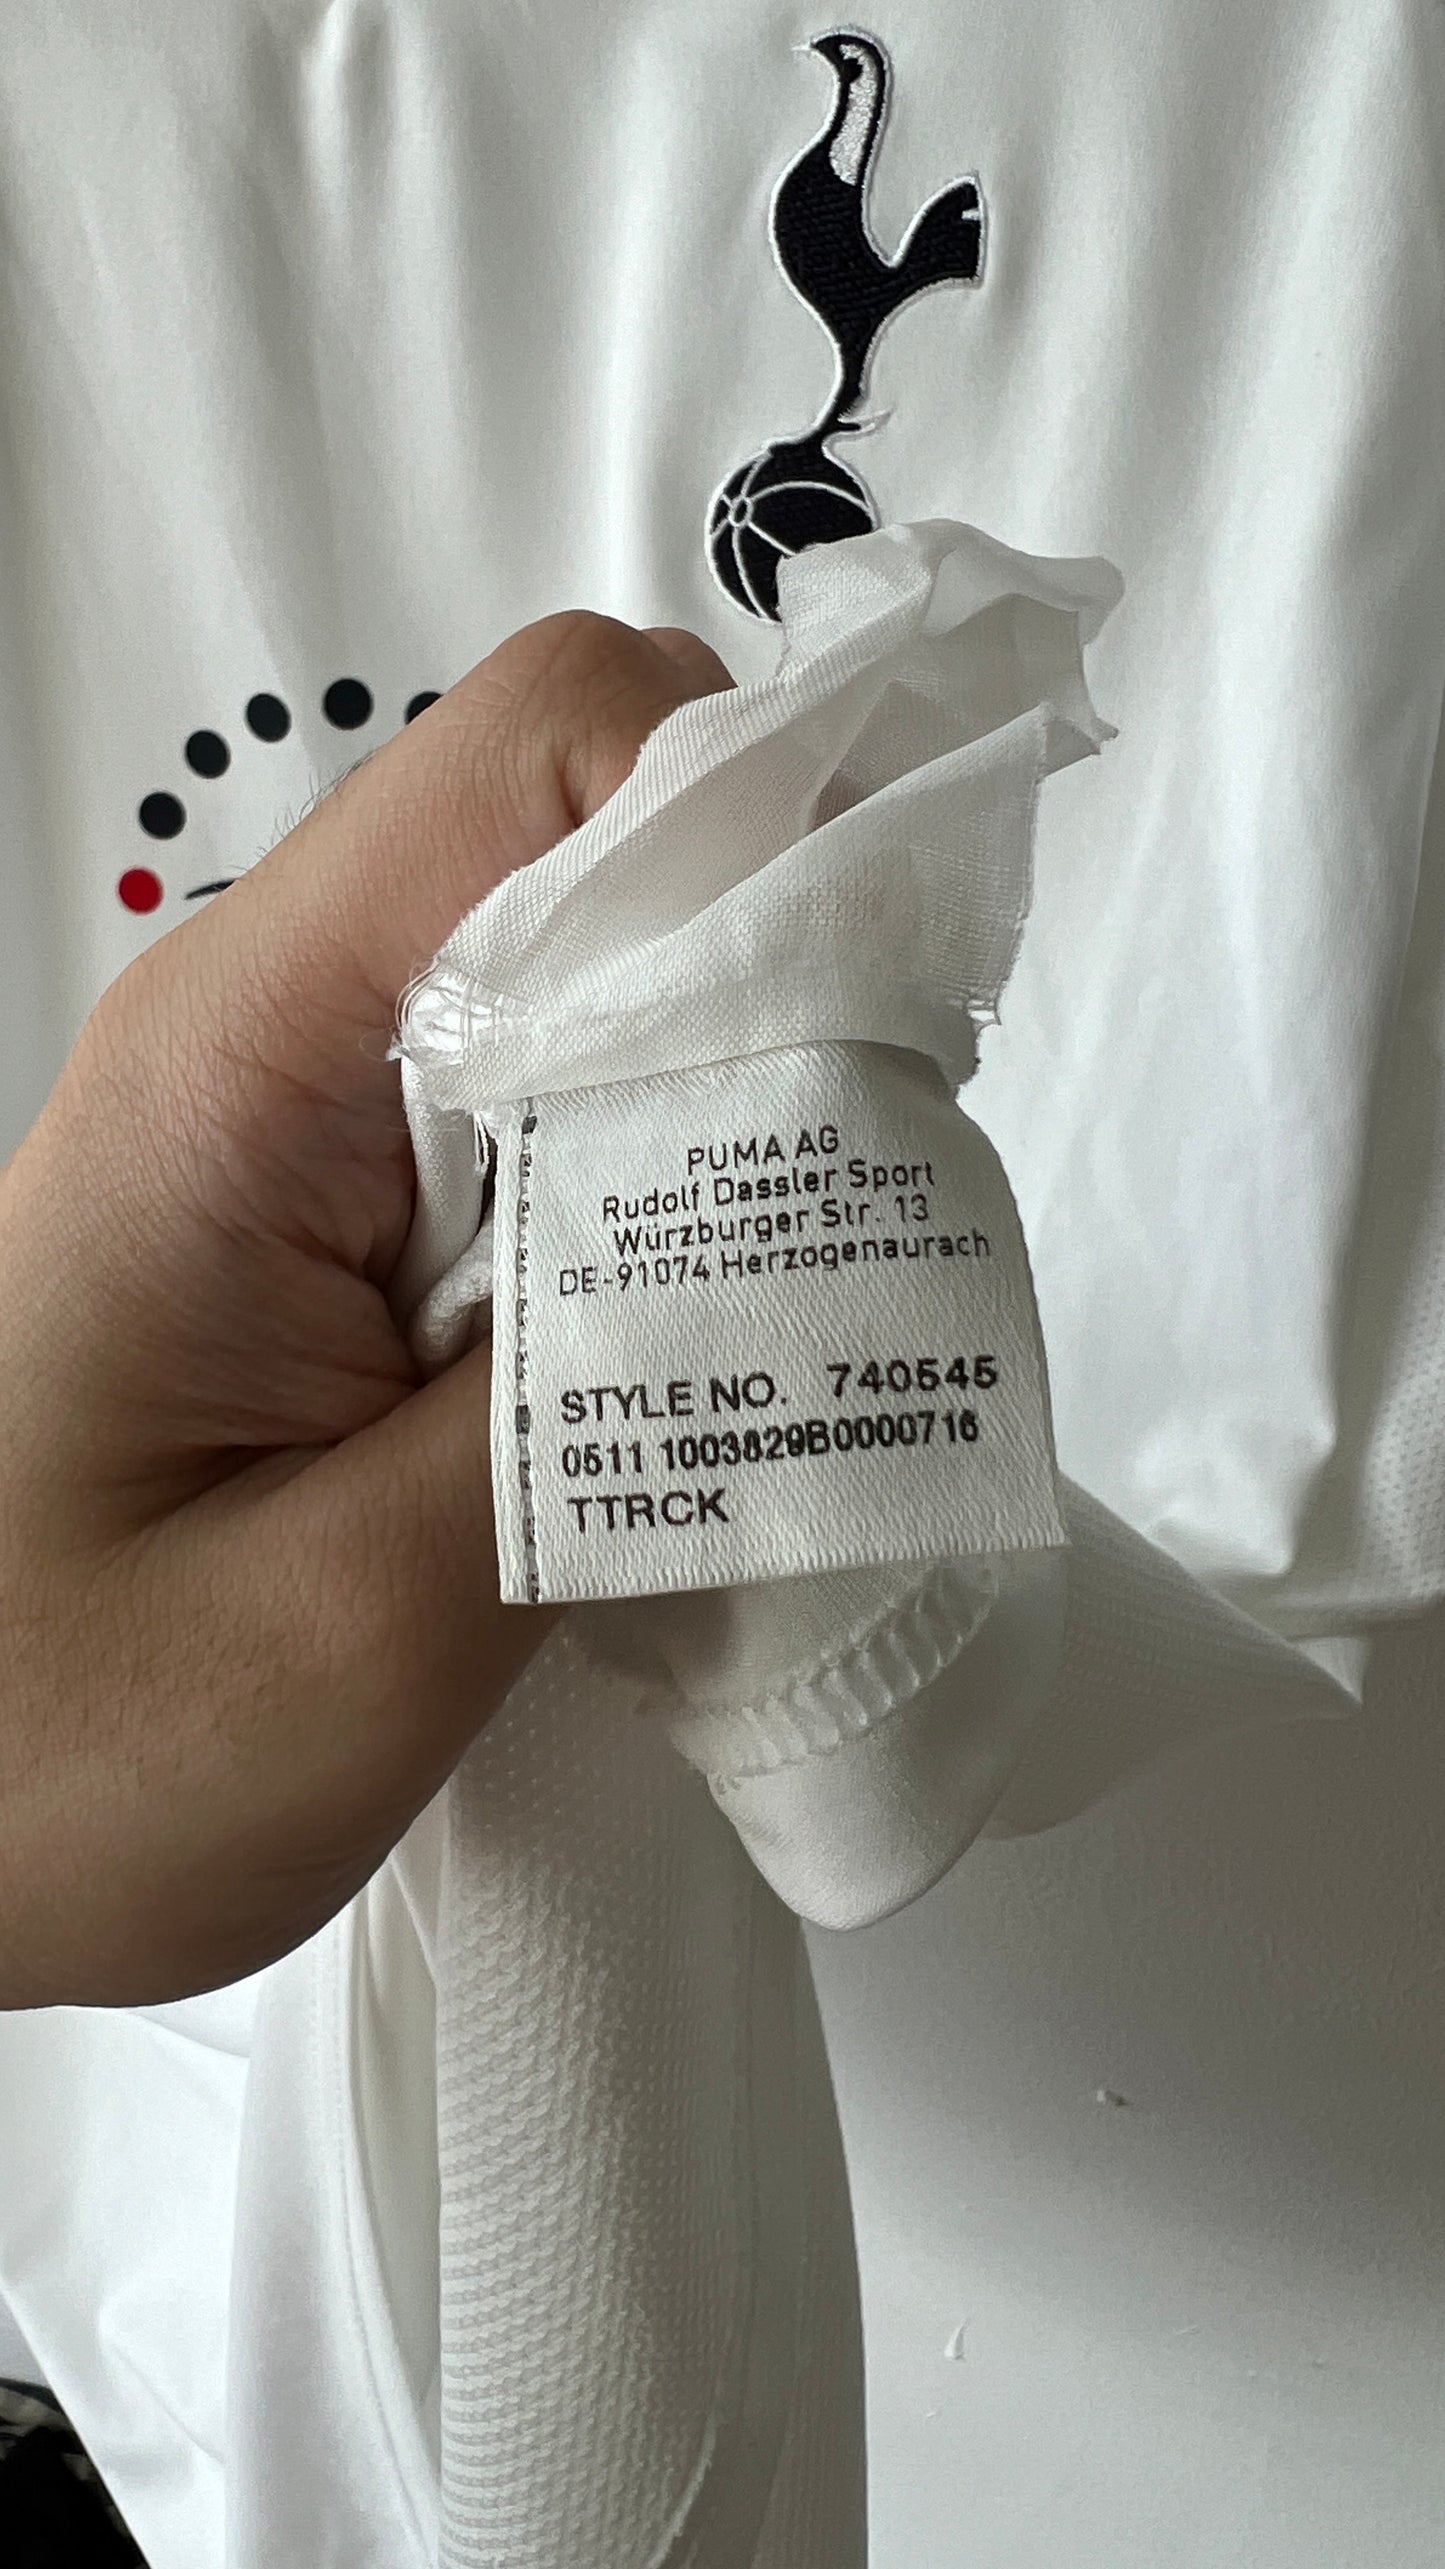 PUMA AG
Rudolf Dassler Sport
Würzburger Str. 13
DE-91074 Herzogenaurach
STYLE NO. 740545
0511 1003829B0000716
TTRCK